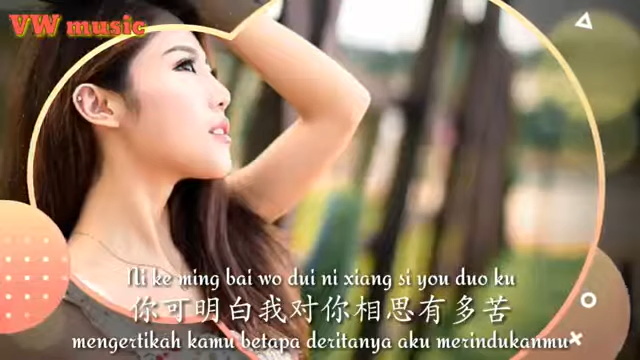 VW music
Ni ke ming bai wo dui ni xiang si you duo ku
你可明白我对你相思有多苦
mengertikah kamu betapa deritanya aku merindukanmu